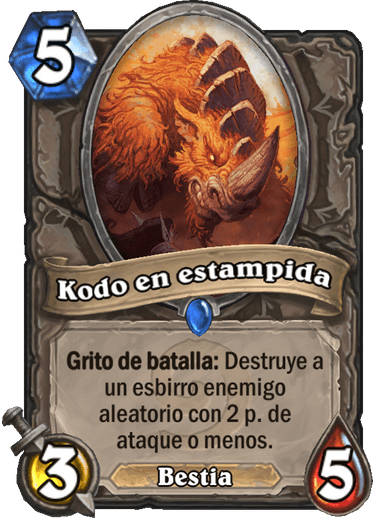 5
Kodo en estampida
Grito de batalla: Destruye a
un esbirro enemigo
aleatorio con 2 p. de
ataque o menos.
3
Bestia
5